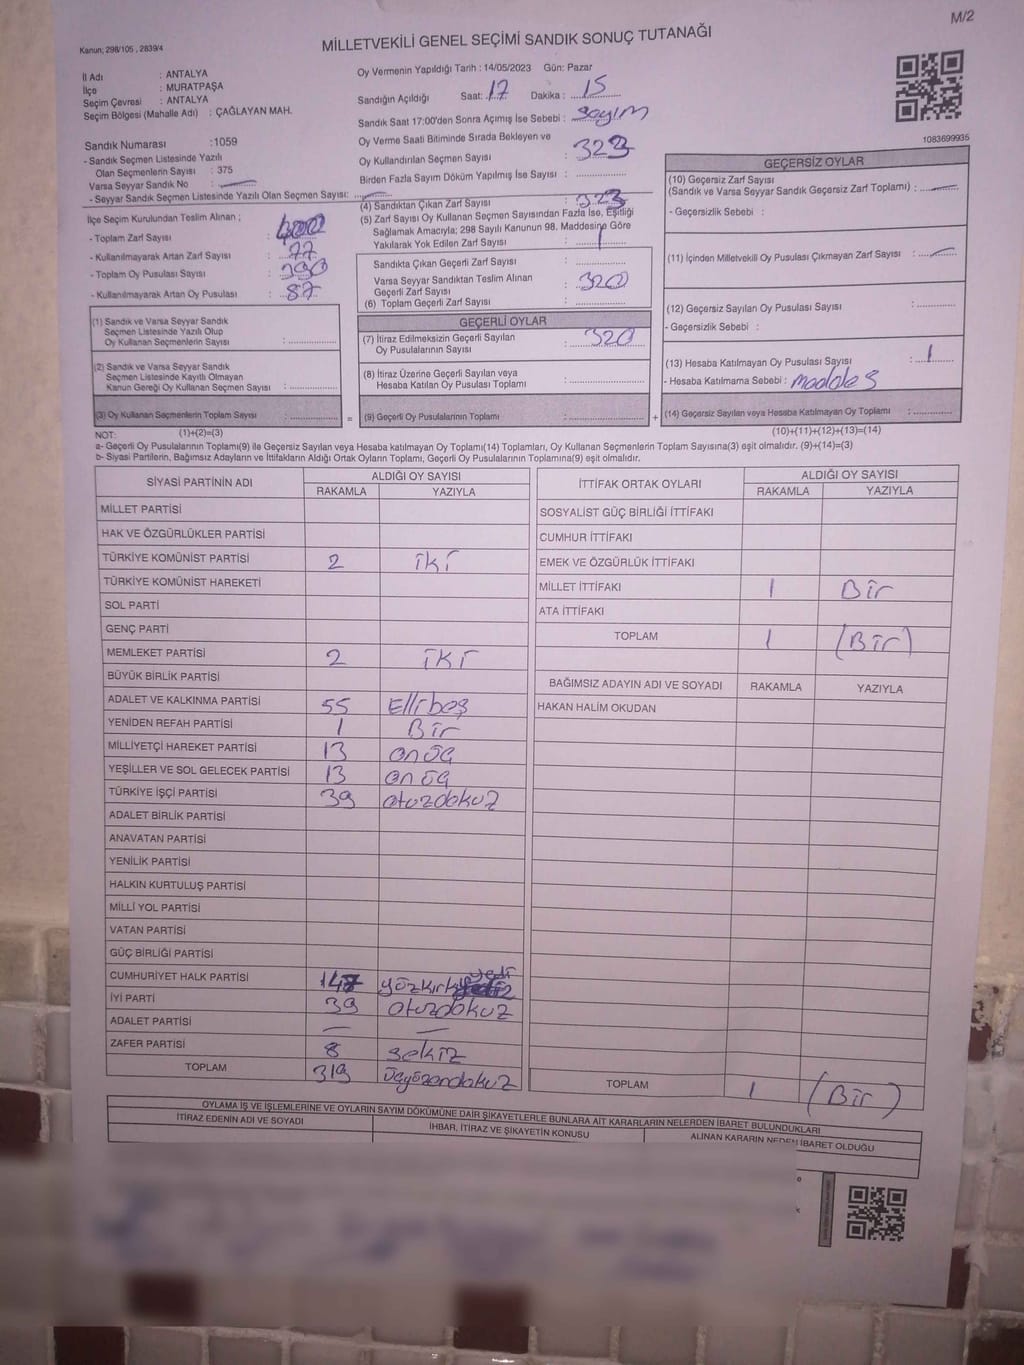 M/2
Kanun; 298/105 , 2839/4
MİLLETVEKİLİ GENEL SEÇİMİ SANDIK SONUÇ TUTANAĞI
İl Adı : ANTALYA
İlçe : MURATPAŞA
Seçim Çevresi : ANTALYA
Seçim Bölgesi (Mahalle Adı) : ÇAĞLAYAN MAH.
Sandık Numarası :1059
- Sandık Seçmen Listesinde Yazılı
Olan Seçmenlerin Sayısı : 375
Varsa Seyyar Sandık No :
- Seyyar Sandık Seçmen Listesinde Yazılı Olan Seçmen Sayısı:
Oy Vermenin Yapıldığı Tarih : 14/05/2023 Gün: Pazar
Sandığın Açıldığı Saat: 17 Dakika : 15
Sandık Saat 17:00'den Sonra Açımış İse Sebebi : Sayım
Oy Verme Saati Bitiminde Sırada Bekleyen ve
Oy Kullandırılan Seçmen Sayısı : 323
Birden Fazla Sayım Döküm Yapılmış İse Sayısı :
1083699935
İlçe Seçim Kurulundan Teslim Alınan ;
- Toplam Zarf Sayısı : 400
- Kullanılmayarak Artan Zarf Sayısı : 77
- Toplam Oy Pusulası Sayısı : 390
- Kullanılmayarak Artan Oy Pusulası : 87
(4) Sandıktan Çıkan Zarf Sayısı : 323
(5) Zarf Sayısı Oy Kullanan Seçmen Sayısından Fazla İse, Eşitliği
Sağlamak Amacıyla; 298 Sayılı Kanunun 98. Maddesine Göre
Yakılarak Yok Edilen Zarf Sayısı :
Sandıkta Çıkan Geçerli Zarf Sayısı :
Varsa Seyyar Sandıktan Teslim Alınan
Geçerli Zarf Sayısı : 320
(6) Toplam Geçerli Zarf Sayısı :
GEÇERSİZ OYLAR
(10) Geçersiz Zarf Sayısı
(Sandık ve Varsa Seyyar Sandık Geçersiz Zarf Toplamı) :
- Geçersizlik Sebebi :
(11) İçinden Milletvekili Oy Pusulası Çıkmayan Zarf Sayısı :
(12) Geçersiz Sayılan Oy Pusulası Sayısı :
- Geçersizlik Sebebi :
(13) Hesaba Katılmayan Oy Pusulası Sayısı : 1
- Hesaba Katılmama Sebebi :
(14) Geçersiz Sayılan veya Hesaba Katılmayan Oy Toplamı :
(10)+(11)+(12)+(13)=(14)
(1) Sandık ve Varsa Seyyar Sandık
Seçmen Listesinde Yazılı Olup
Oy Kullanan Seçmenlerin Sayısı :
(2) Sandık ve Varsa Seyyar Sandık
Seçmen Listesinde Kayıtlı Olmayan
Kanun Gereği Oy Kullanan Seçmen Sayısı :
(3) Oy Kullanan Seçmenlerin Toplam Sayısı : =
(1)+(2)=(3)
GEÇERLİ OYLAR
(7) İtiraz Edilmeksizin Geçerli Sayılan
Oy Pusulalarının Sayısı : 320
(8) İtiraz Üzerine Geçerli Sayılan veya
Hesaba Katılan Oy Pusulası Toplamı :
(9) Geçerli Oy Pusulalarının Toplamı : +
NOT:
a- Geçerli Oy Pusulalarının Toplamı(9) ile Geçersiz Sayılan veya Hesaba katılmayan Oy Toplamı(14) Toplamları, Oy Kullanan Seçmenlerin Toplam Sayısına(3) eşit olmalıdır. (9)+(14)=(3)
b- Siyasi Partilerin, Bağımsız Adayların ve İttifakların Aldığı Ortak Oyların Toplamı, Geçerli Oy Pusulalarının Toplamına(9) eşit olmalıdır.
SİYASİ PARTİNİN ADI ALDIĞI OY SAYISI
RAKAMLA YAZIYLA
MİLLET PARTİSİ
HAK VE ÖZGÜRLÜKLER PARTİSİ
TÜRKİYE KOMÜNİST PARTİSİ 2 iki
TÜRKİYE KOMÜNİST HAREKETİ
SOL PARTİ
GENÇ PARTİ
MEMLEKET PARTİSİ 2 iki
BÜYÜK BİRLİK PARTİSİ
ADALET VE KALKINMA PARTİSİ 55 Ellibeş
YENİDEN REFAH PARTİSİ 1 Bir
MİLLİYETÇİ HAREKET PARTİSİ 13 onüç
YEŞİLLER VE SOL GELECEK PARTİSİ 13 onüç
TÜRKİYE İŞÇİ PARTİSİ 39 otuzdokuz
ADALET BİRLİK PARTİSİ
ANAVATAN PARTİSİ
YENİLİK PARTİSİ
HALKIN KURTULUŞ PARTİSİ
MİLLİ YOL PARTİSİ
VATAN PARTİSİ
GÜÇ BİRLİĞİ PARTİSİ
CUMHURİYET HALK PARTİSİ 147 yüzkırk yedi
İYİ PARTİ 39 otuzdokuz
ADALET PARTİSİ — —
ZAFER PARTİSİ 8 sekiz
TOPLAM 319 üçyüzondokuz
İTTİFAK ORTAK OYLARI ALDIĞI OY SAYISI
RAKAMLA YAZIYLA
SOSYALİST GÜÇ BİRLİĞİ İTTİFAKI
CUMHUR İTTİFAKI
EMEK VE ÖZGÜRLÜK İTTİFAKI
MİLLET İTTİFAKI 1 Bir
ATA İTTİFAKI
TOPLAM 1 (Bir)
BAĞIMSIZ ADAYIN ADI VE SOYADI RAKAMLA YAZIYLA
HAKAN HALİM OKUDAN
TOPLAM 1 (Bir)
OYLAMA İŞ VE İŞLEMLERİNE VE OYLARIN SAYIM DÖKÜMÜNE DAİR ŞİKAYETLERLE BUNLARA AİT KARARLARIN NELERDEN İBARET BULUNDUKLARI
İTİRAZ EDENİN ADI VE SOYADI İHBAR, İTİRAZ VE ŞİKAYETİN KONUSU ALINAN KARARIN NEDEN İBARET OLDUĞU